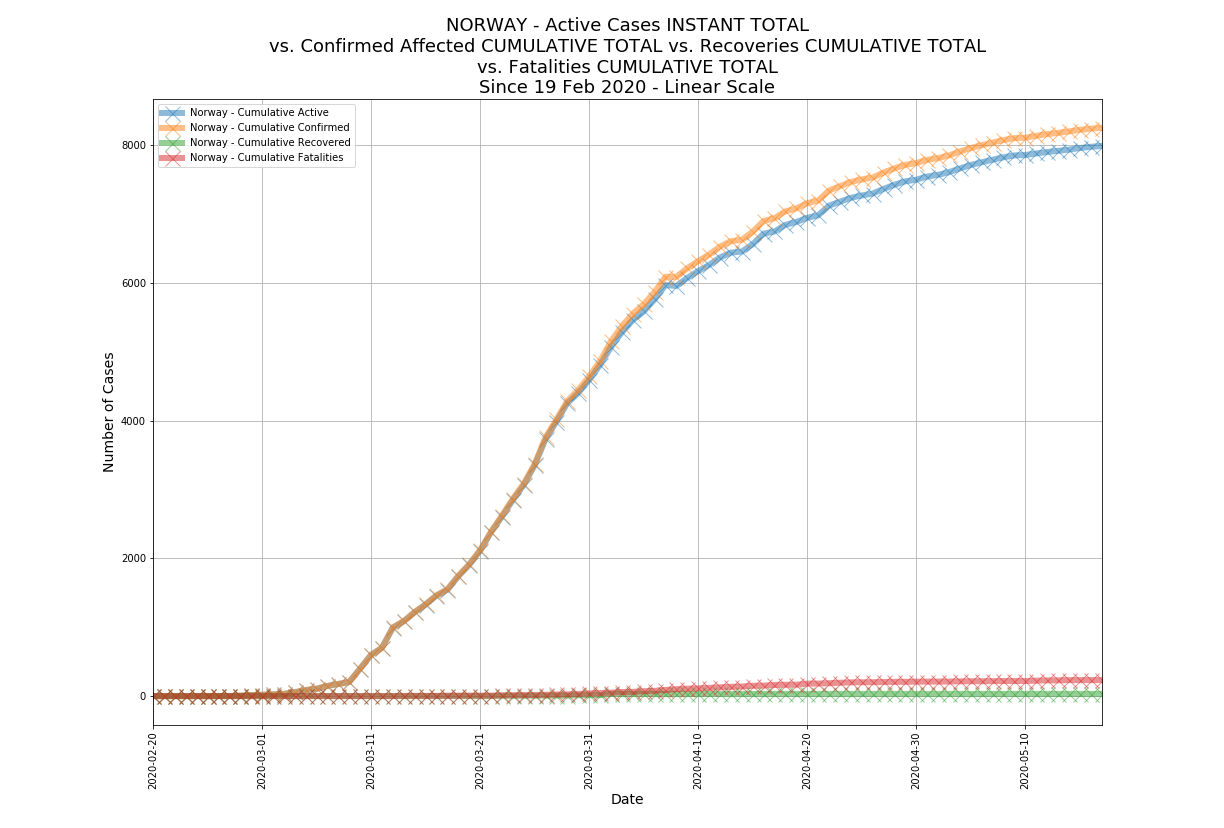 NORWAY - Active Cases INSTANT TOTAL
vs. Confirmed Affected CUMULATIVE TOTAL vs. Recoveries CUMULATIVE TOTAL
vs. Fatalities CUMULATIVE TOTAL
Since 19 Feb 2020 - Linear Scale
Norway - Cumulative Active
Norway - Cumulative Confirmed
Norway - Cumulative Recovered
Norway - Cumulative Fatalities
Number of Cases
8000
6000
4000
2000
0
2020-02-20
2020-03-01
2020-03-11
2020-03-21
2020-03-31
2020-04-10
2020-04-20
2020-04-30
2020-05-10
Date